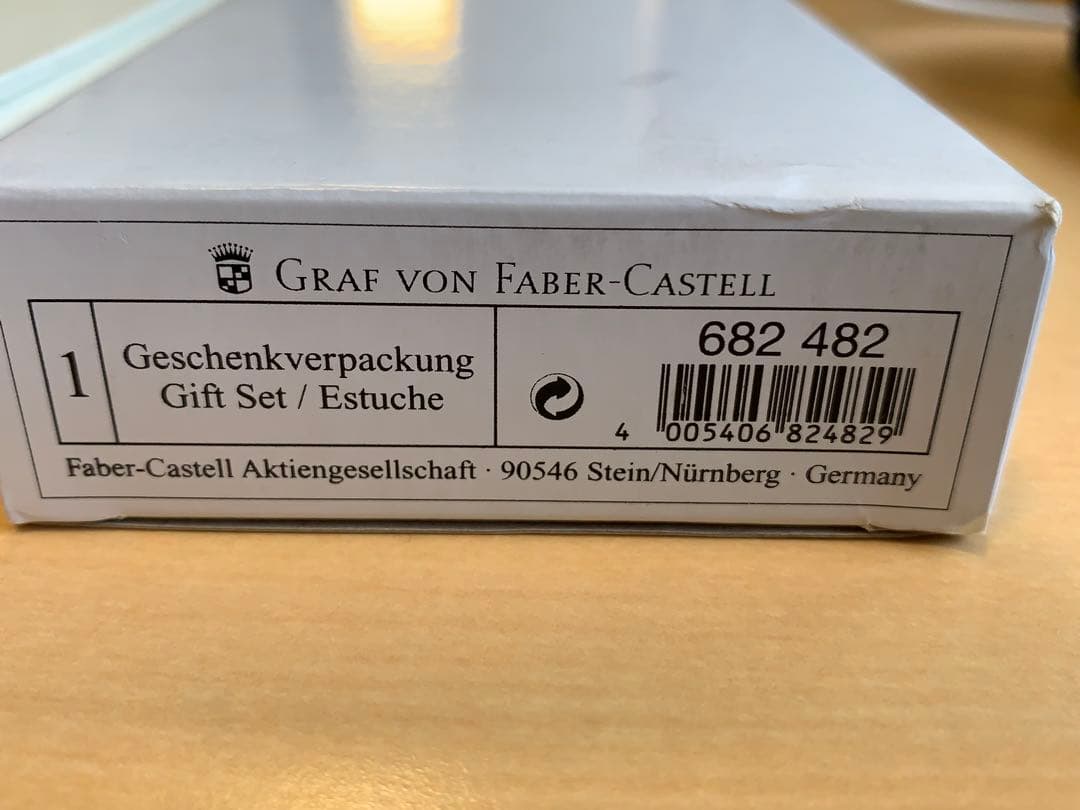 GRAF VON FABER-CASTELL
1
Geschenkverpackung
Gift Set / Estuche
682 482
4 005406 824829
Faber-Castell Aktiengesellschaft · 90546 Stein/Nürnberg · Germany